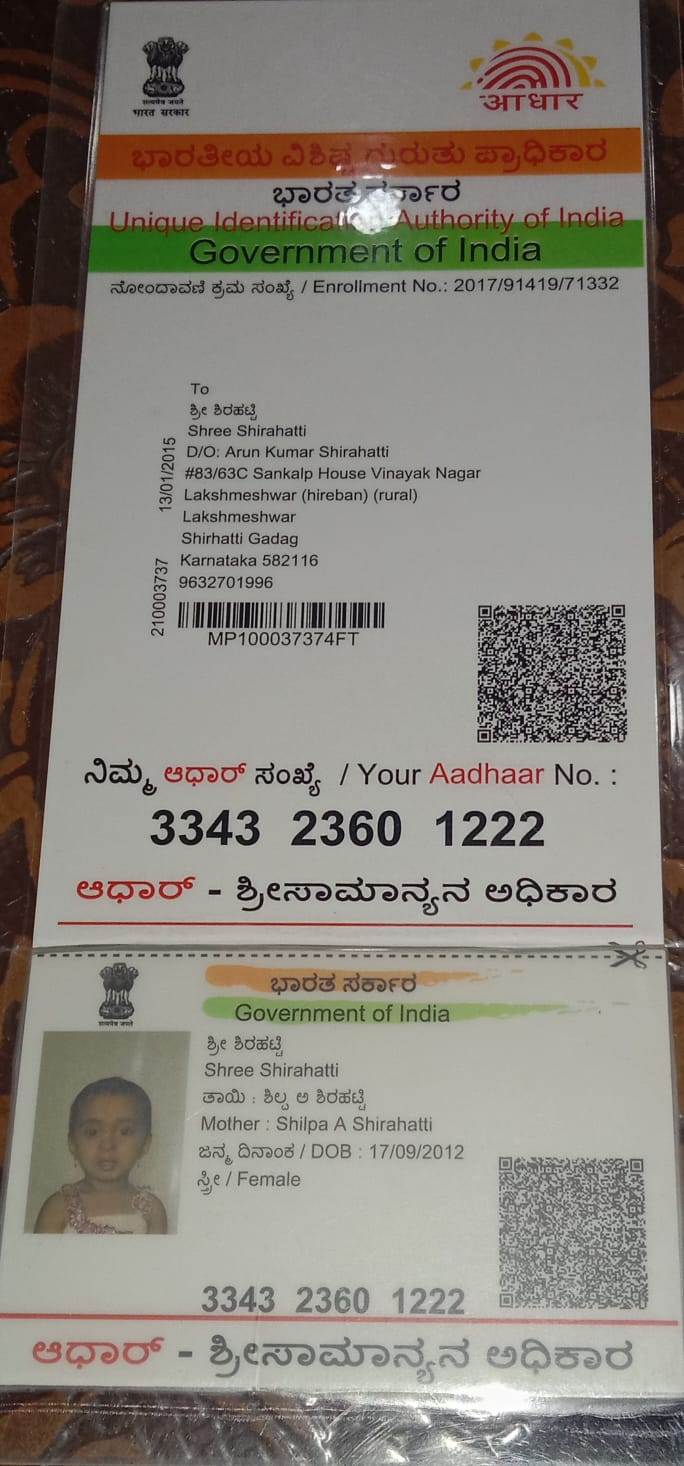 सत्यमेव जयते
भारत सरकार
आधार
ಭಾರತೀಯ ವಿಶಿಷ್ಟ ಗುರುತು ಪ್ರಾಧಿಕಾರ
ಭಾರತ ಸರ್ಕಾರ
Unique Identification Authority of India
Government of India
ನೋಂದಾವಣಿ ಕ್ರಮ ಸಂಖ್ಯೆ / Enrollment No.: 2017/91419/71332
To
ಶ್ರೀ ಶಿರಹಟ್ಟಿ
Shree Shirahatti
D/O: Arun Kumar Shirahatti
#83/63C Sankalp House Vinayak Nagar
Lakshmeshwar (hireban) (rural)
Lakshmeshwar
Shirhatti Gadag
Karnataka 582116
9632701996
13/01/2015
210003737
MP100037374FT
ನಿಮ್ಮ ಆಧಾರ್ ಸಂಖ್ಯೆ / Your Aadhaar No. :
3343 2360 1222
ಆಧಾರ್ - ಶ್ರೀಸಾಮಾನ್ಯನ ಅಧಿಕಾರ
सत्यमेव जयते
ಭಾರತ ಸರ್ಕಾರ
Government of India
ಶ್ರೀ ಶಿರಹಟ್ಟಿ
Shree Shirahatti
ತಾಯಿ : ಶಿಲ್ಪ ಅ ಶಿರಹಟ್ಟಿ
Mother : Shilpa A Shirahatti
ಜನ್ಮ ದಿನಾಂಕ / DOB : 17/09/2012
ಸ್ತ್ರೀ / Female
3343 2360 1222
ಆಧಾರ್ - ಶ್ರೀಸಾಮಾನ್ಯನ ಅಧಿಕಾರ